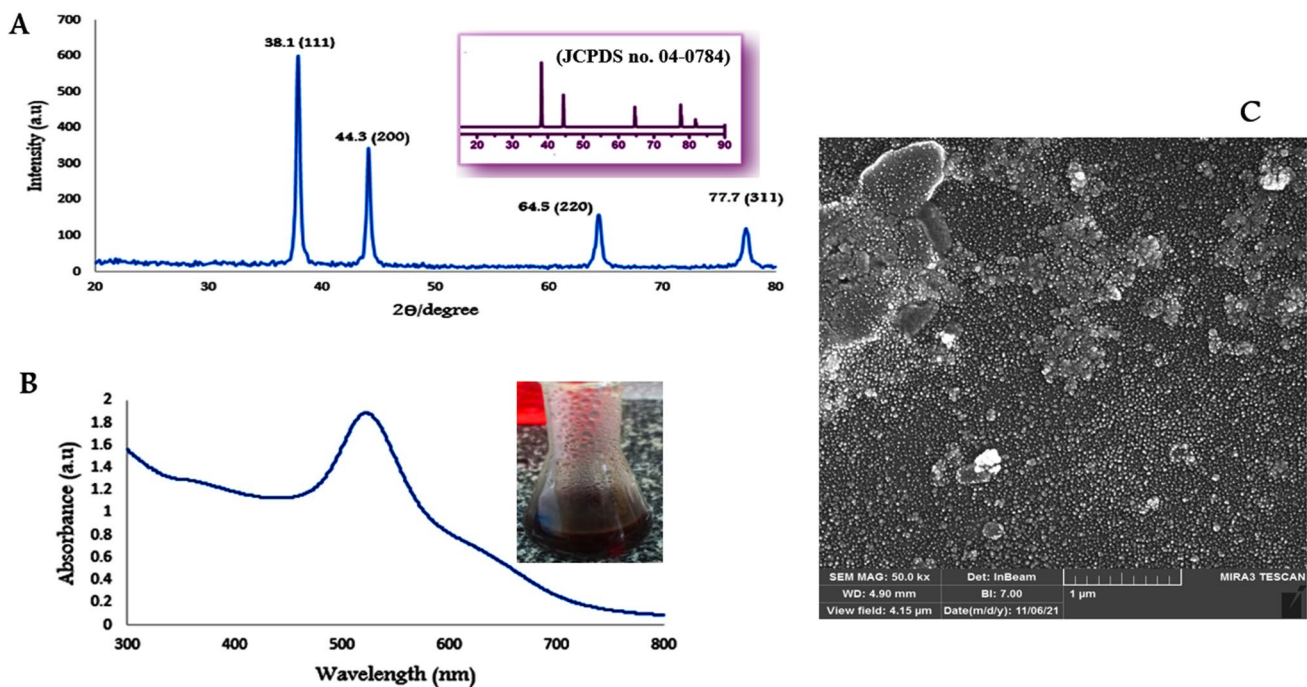 A
700
600
500
400
300
200
100
0
Intensity (a.u)
38.1 (111)
44.3 (200)
64.5 (220)
77.7 (311)
20 30 40 50 60 70 80
2ө/degree
(JCPDS no. 04-0784)
20 30 40 50 60 70 80 90
B
2
1.8
1.6
1.4
1.2
1
0.8
0.6
0.4
0.2
0
Absorbance (a.u)
300 400 500 600 700 800
Wavelength (nm)
C
SEM MAG: 50.0 kx Det: InBeam MIRA3 TESCAN
WD: 4.90 mm BI: 7.00 1 µm
View field: 4.15 µm Date(m/d/y): 11/06/21